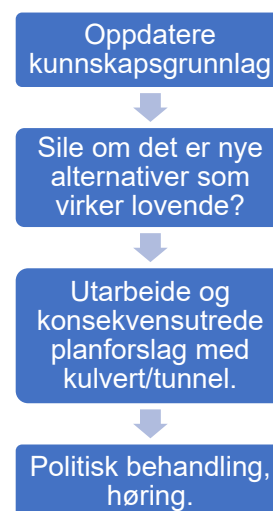 Oppdatere
kunnskapsgrunnlag
Sile om det er nye
alternativer som
virker lovende?
Utarbeide og
konsekvensutrede
planforslag med
kulvert/tunnel.
Politisk behandling,
høring.